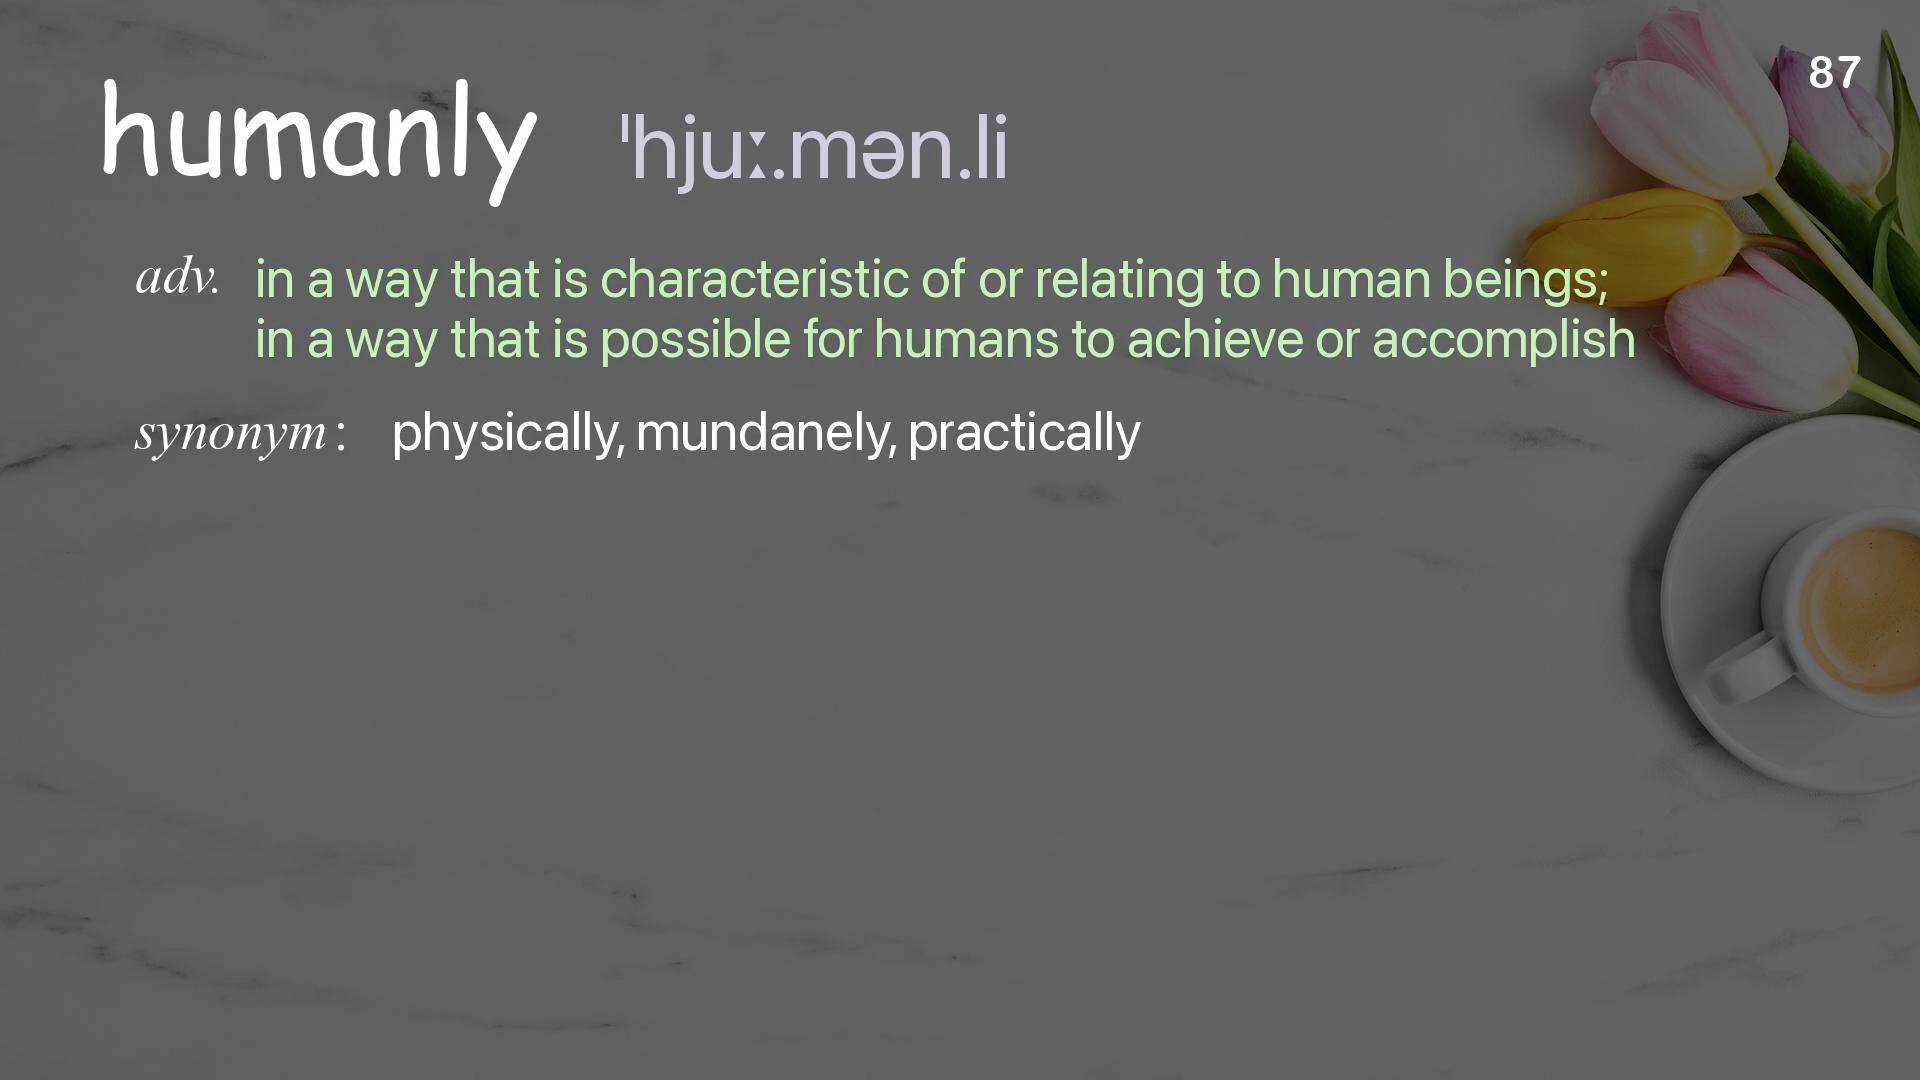 87
humanly ˈhjuː.mən.li
adv. in a way that is characteristic of or relating to human beings;
in a way that is possible for humans to achieve or accomplish
synonym: physically, mundanely, practically